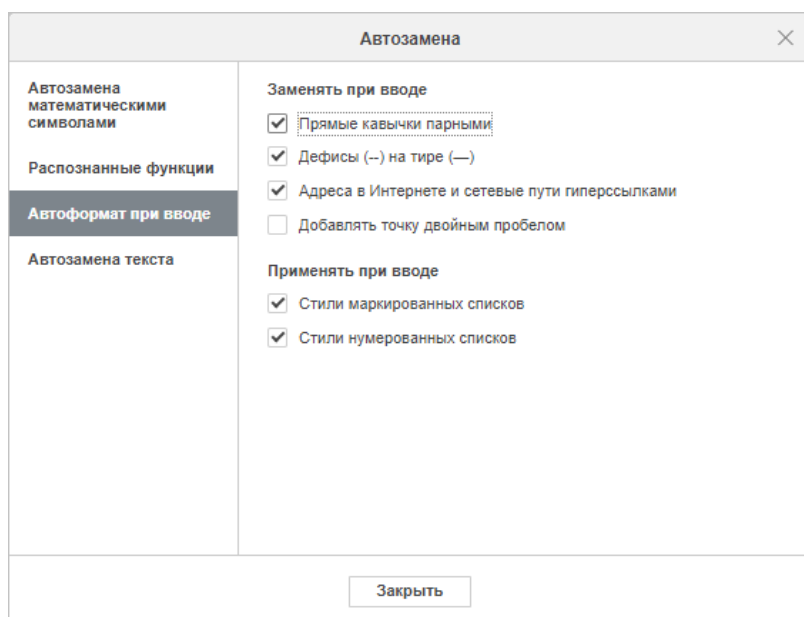 Автозамена
Автозамена
математическими
символами
Распознанные функции
Автоформат при вводе
Автозамена текста
Заменять при вводе
Прямые кавычки парными
Дефисы (--) на тире (—)
Адреса в Интернете и сетевые пути гиперссылками
Добавлять точку двойным пробелом
Применять при вводе
Стили маркированных списков
Стили нумерованных списков
Закрыть